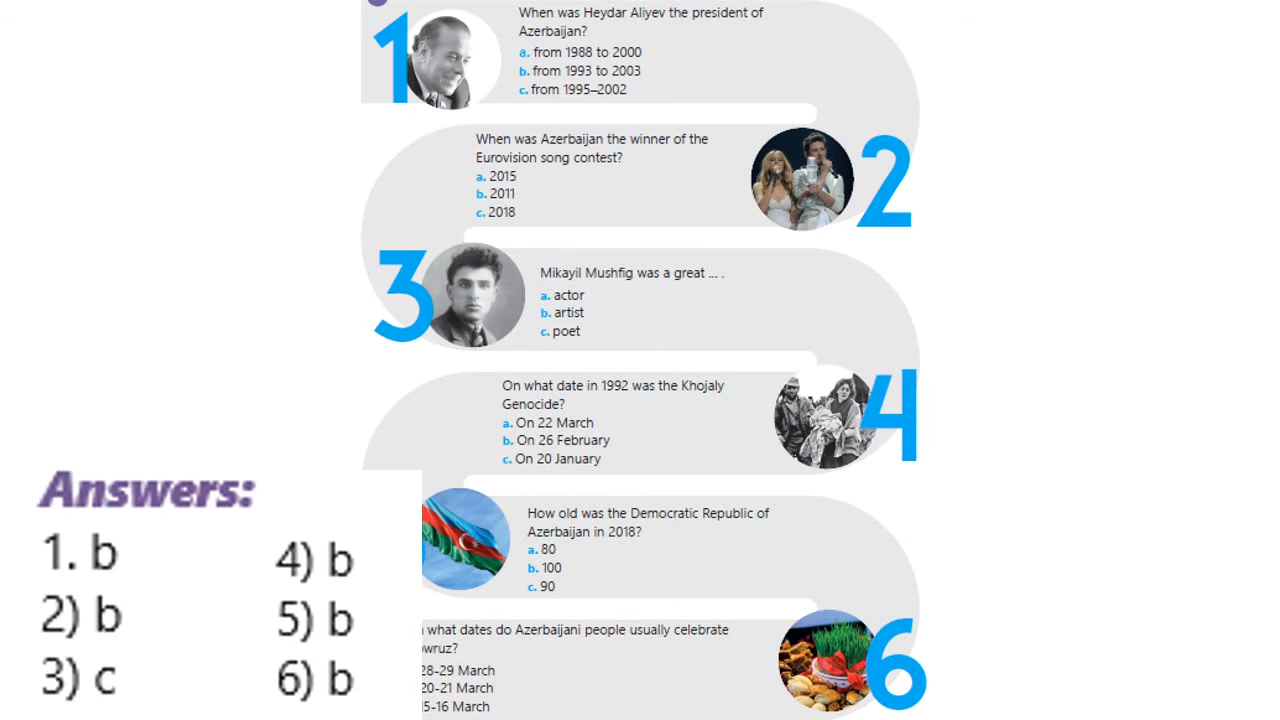 1
When was Heydar Aliyev the president of
Azerbaijan?
a. from 1988 to 2000
b. from 1993 to 2003
c. from 1995–2002
When was Azerbaijan the winner of the
Eurovision song contest?
a. 2015
b. 2011
c. 2018
2
3
Mikayil Mushfig was a great ... .
a. actor
b. artist
c. poet
On what date in 1992 was the Khojaly
Genocide?
a. On 22 March
b. On 26 February
c. On 20 January
4
How old was the Democratic Republic of
Azerbaijan in 2018?
a. 80
b. 100
c. 90
what dates do Azerbaijani people usually celebrate
wruz?
28-29 March
20-21 March
5-16 March
6
Answers:
1. b
2) b
3) c
4) b
5) b
6) b